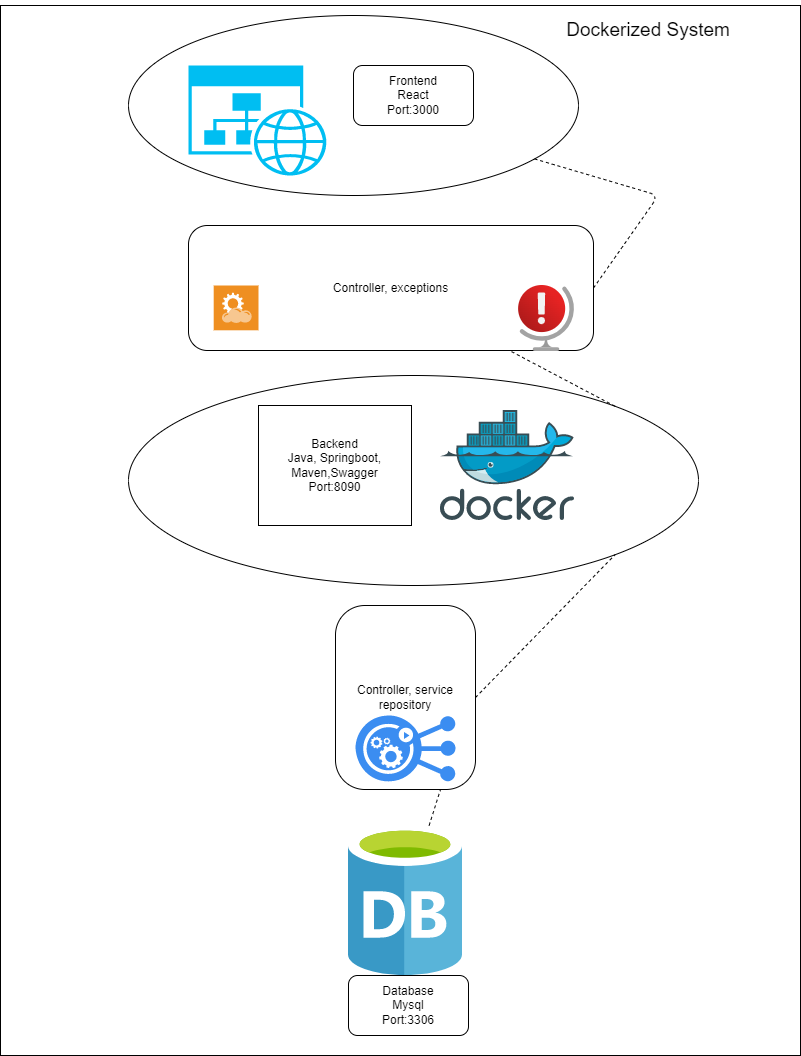 Dockerized System
Frontend
React
Port:3000
Controller, exceptions
Backend
Java, Springboot,
Maven,Swagger
Port:8090
docker
Controller, service
repository
DB
Database
Mysql
Port:3306